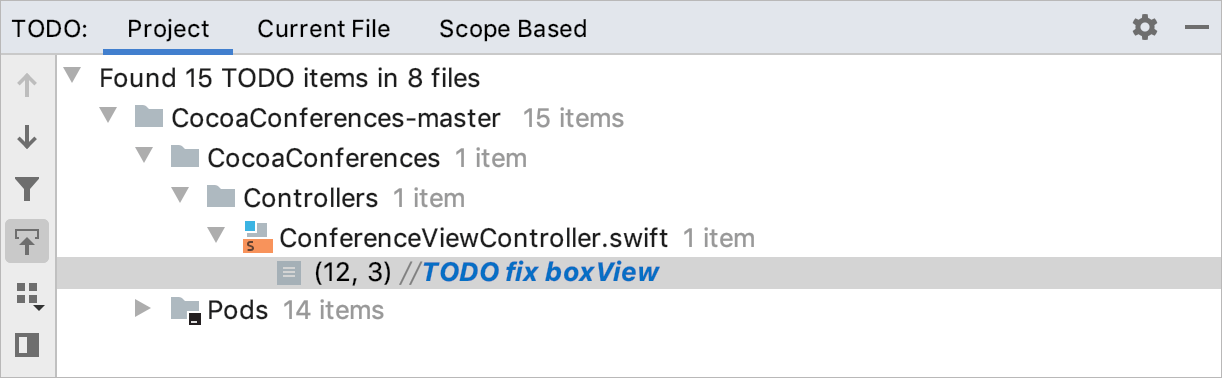 TODO: Project Current File Scope Based
Found 15 TODO items in 8 files
CocoaConferences-master 15 items
CocoaConferences 1 item
Controllers 1 item
S ConferenceViewController.swift 1 item
(12, 3) //TODO fix boxView
Pods 14 items